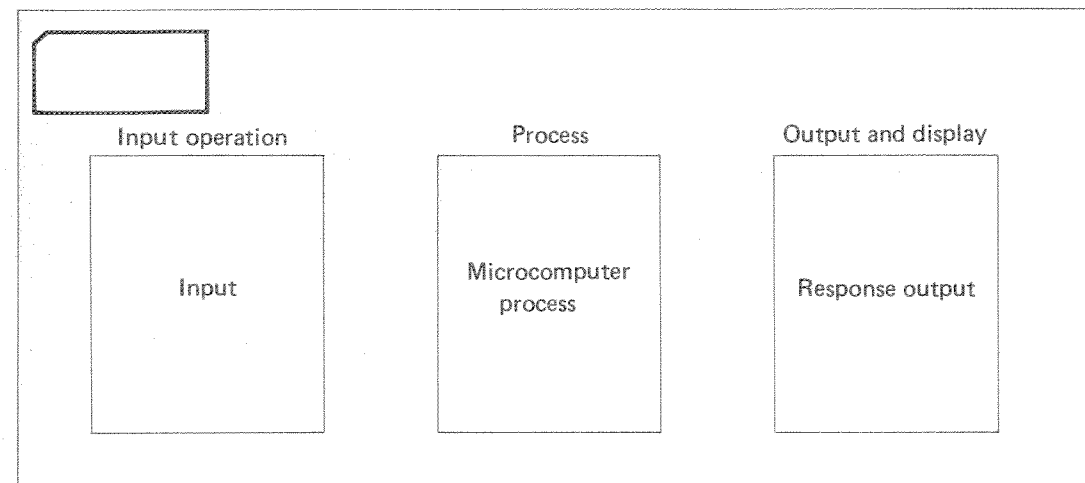 Input operation
Process
Output and display
Input
Microcomputer
process
Response output